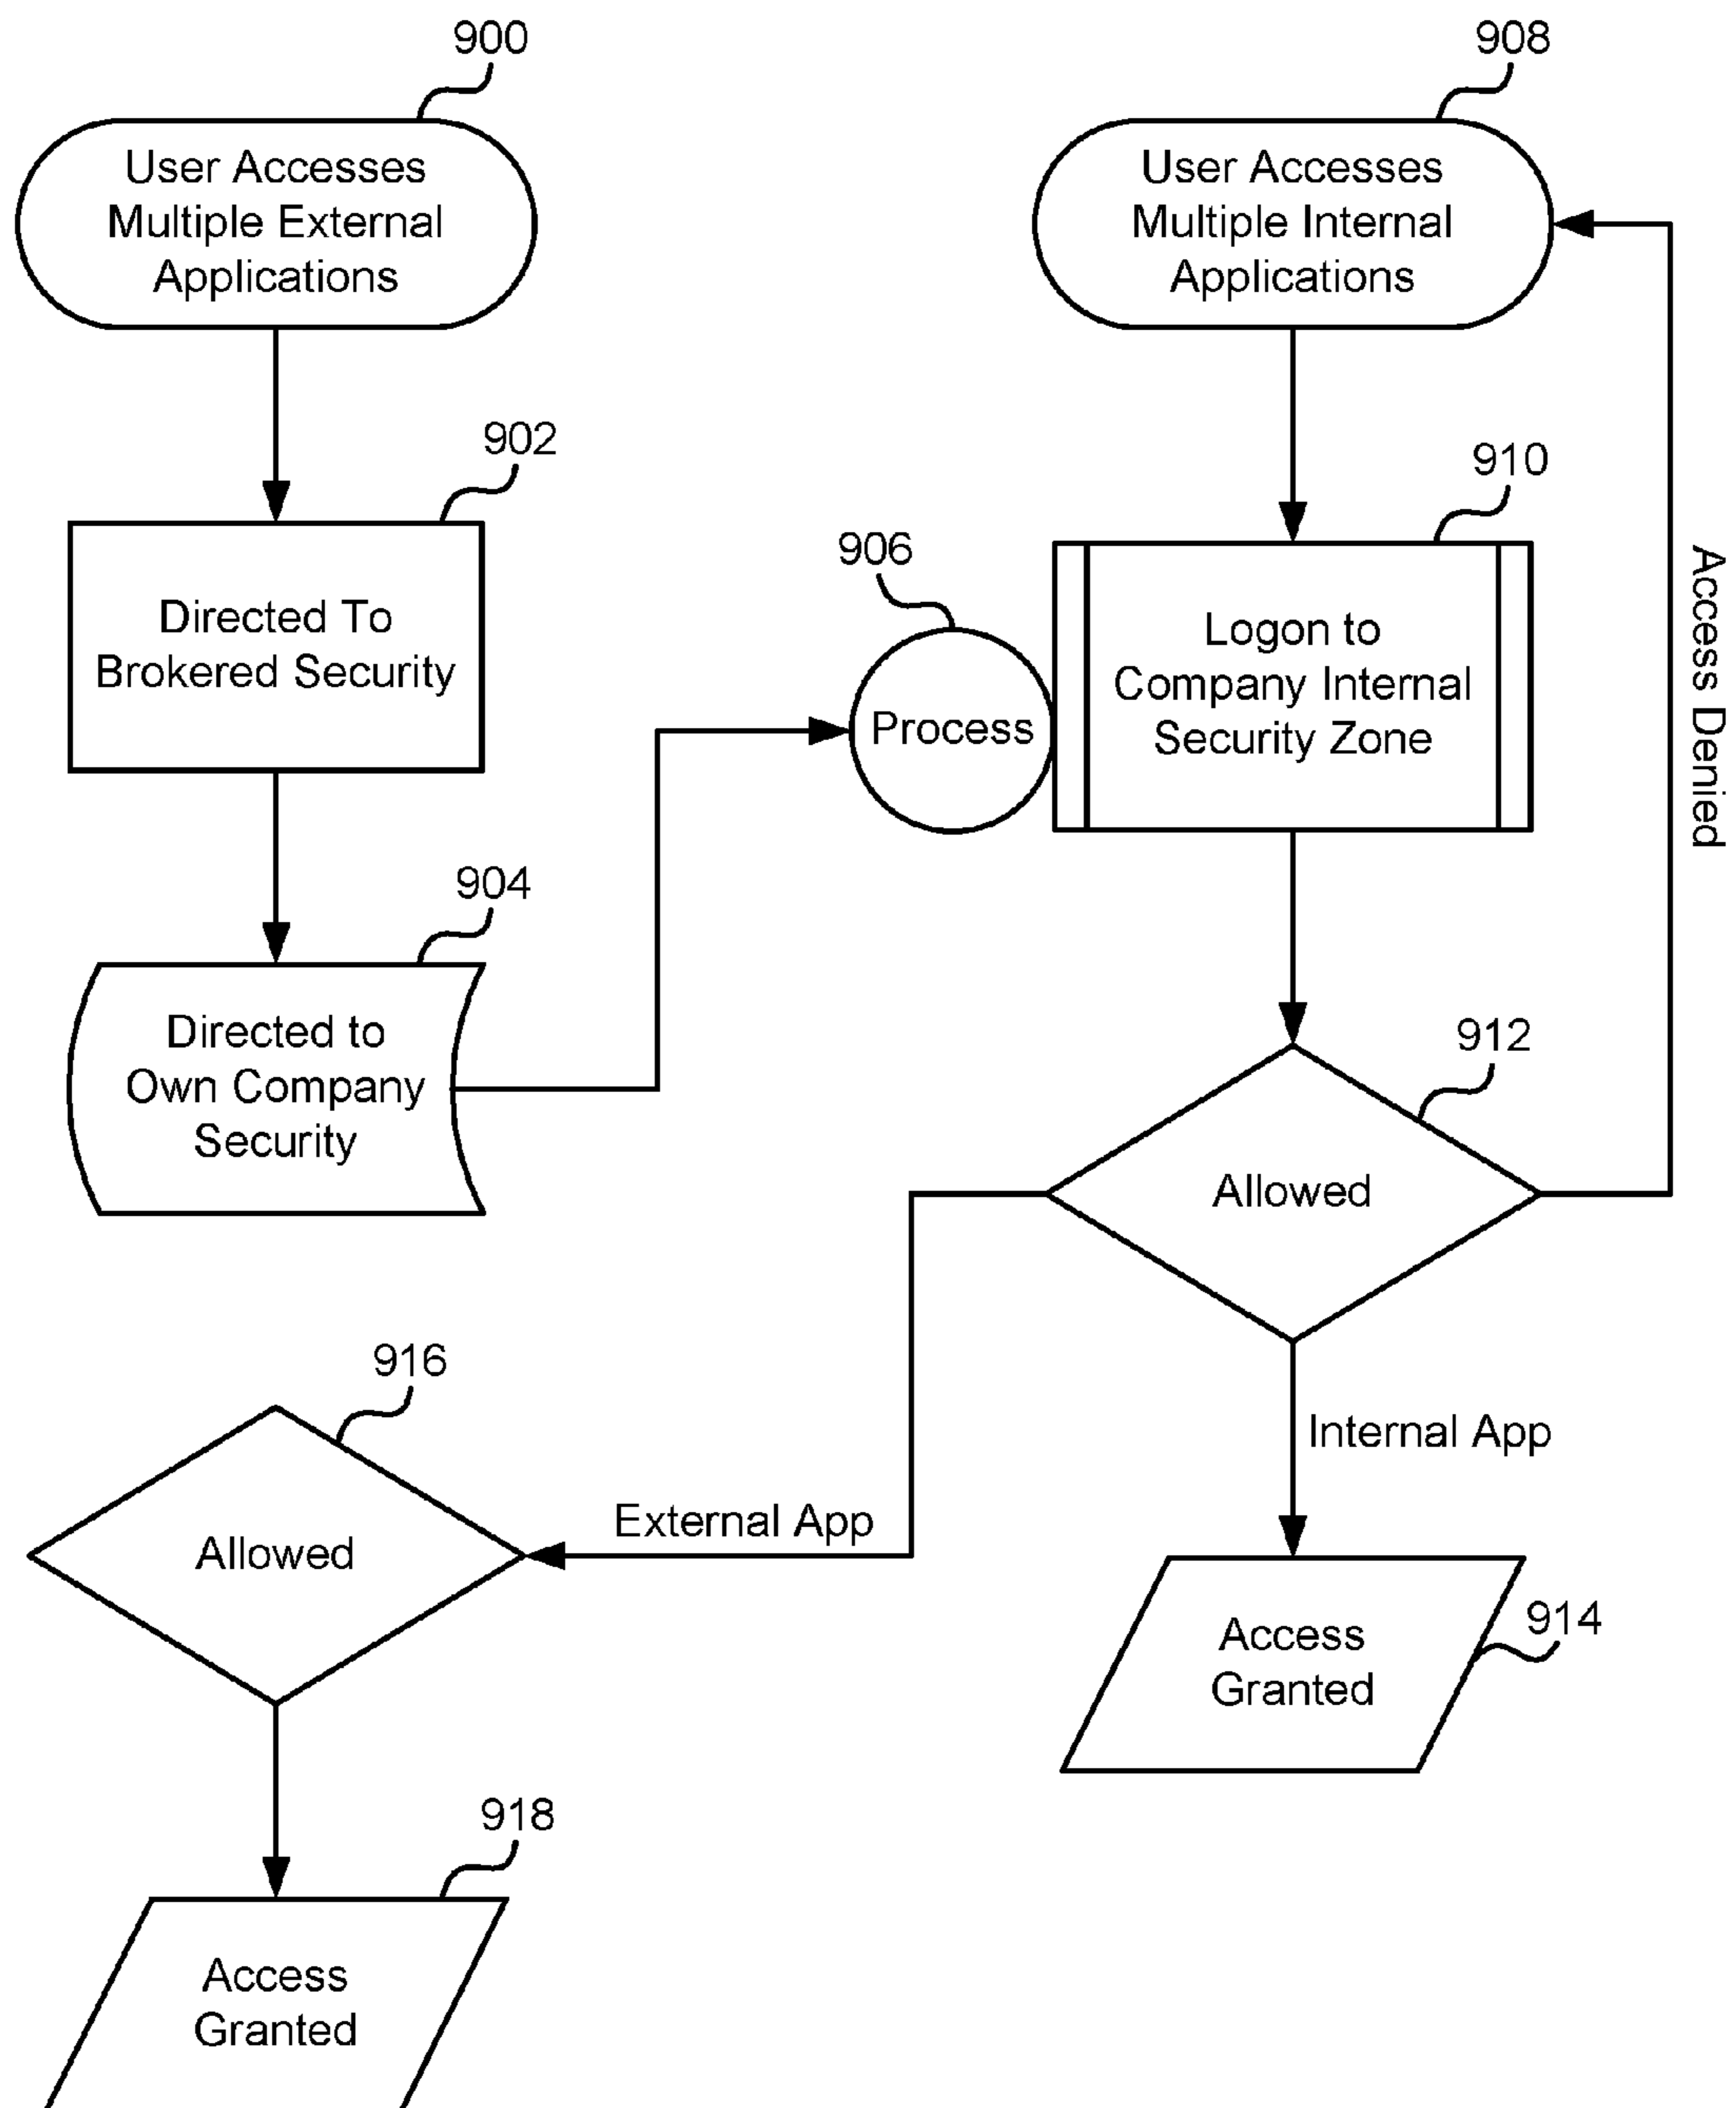 900
User Accesses
Multiple External
Applications
902
Directed To
Brokered Security
904
Directed to
Own Company
Security
906
Process
908
User Accesses
Multiple Internal
Applications
910
Logon to
Company Internal
Security Zone
Access Denied
912
Allowed
Internal App
914
Access
Granted
External App
916
Allowed
918
Access
Granted